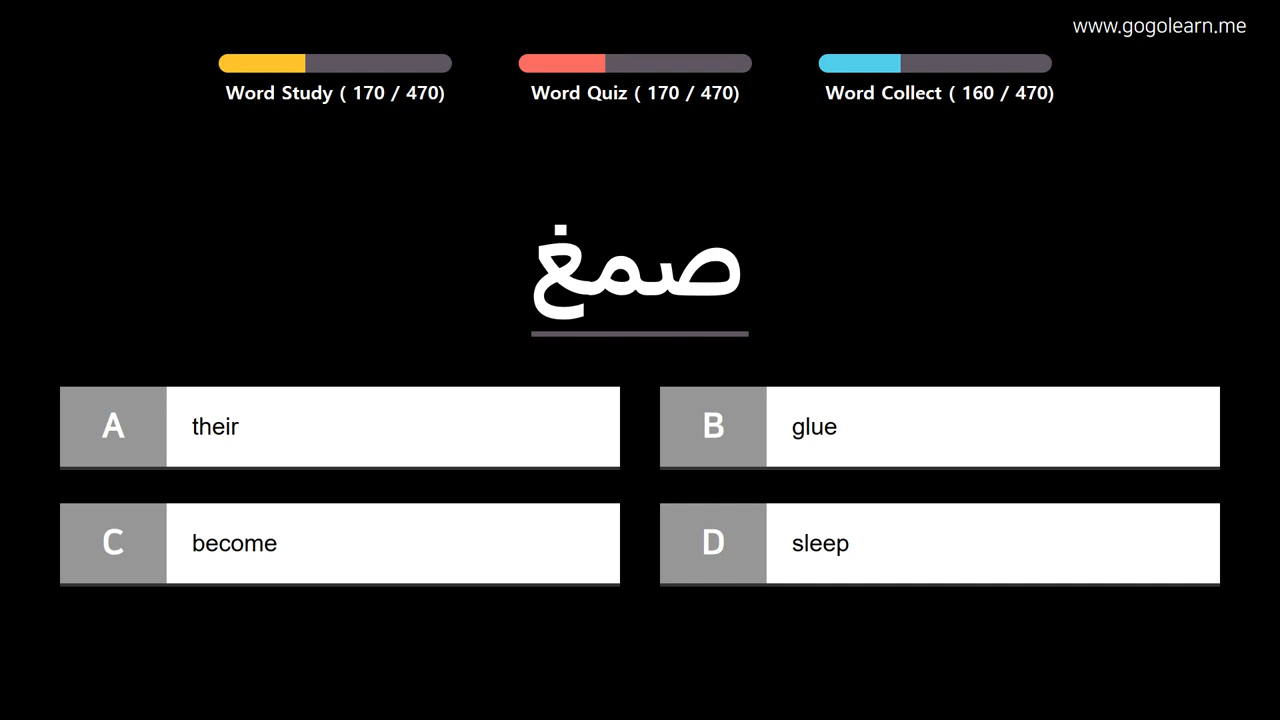 www.gogolearn.me
Word Study ( 170 / 470)
Word Quiz ( 170 / 470)
Word Collect ( 160 / 470)
صمغ
A their
B glue
C become
D sleep